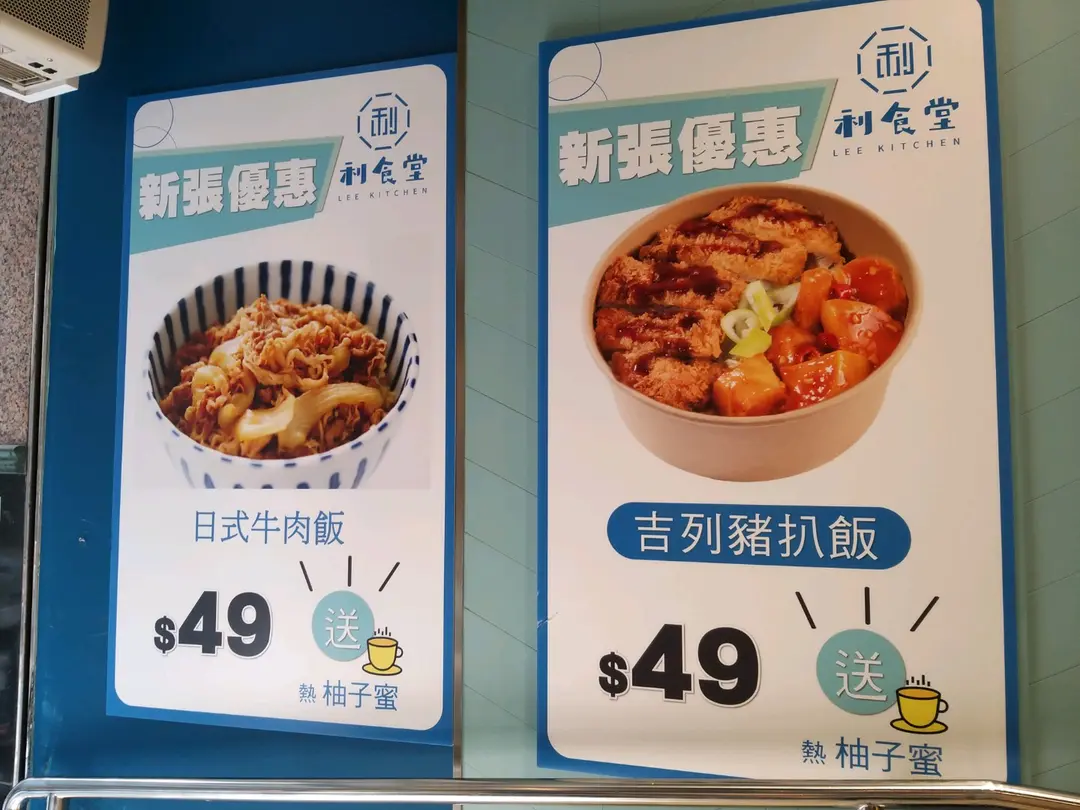 利
利食堂
LEE KITCHEN
新張優惠
日式牛肉飯
$49
送
熱 柚子蜜
利
利食堂
LEE KITCHEN
新張優惠
吉列豬扒飯
$49
送
熱 柚子蜜